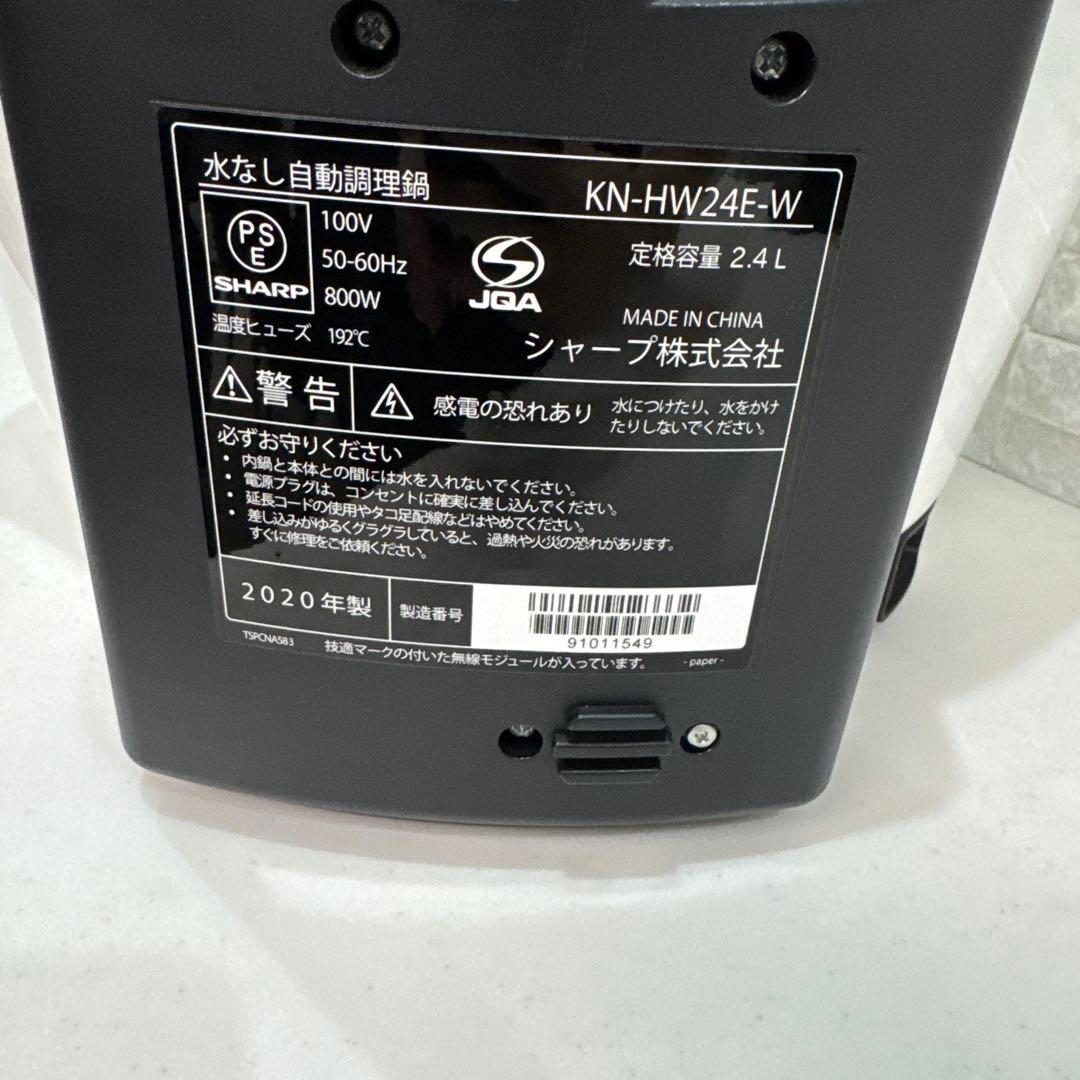 水なし自動調理鍋
KN-HW24E-W
PSE
SHARP
100V
50-60Hz
800W
JQA
定格容量 2.4 L
温度ヒューズ 192℃
MADE IN CHINA
シャープ株式会社
警告
感電の恐れあり
水につけたり、水をかけ
たりしないでください。
必ずお守りください
• 内鍋と本体との間には水を入れないでください。
• 電源プラグは、コンセントに確実に差し込んでください。
• 延長コードの使用やタコ足配線などはやめてください。
• 差し込みがゆるくグラグラしていると、過熱や火災の恐れがあります。
すぐに修理をご依頼ください。
2020年製
製造番号
91011549
TSPCNA583
技適マークの付いた無線モジュールが入っています。
- paper -